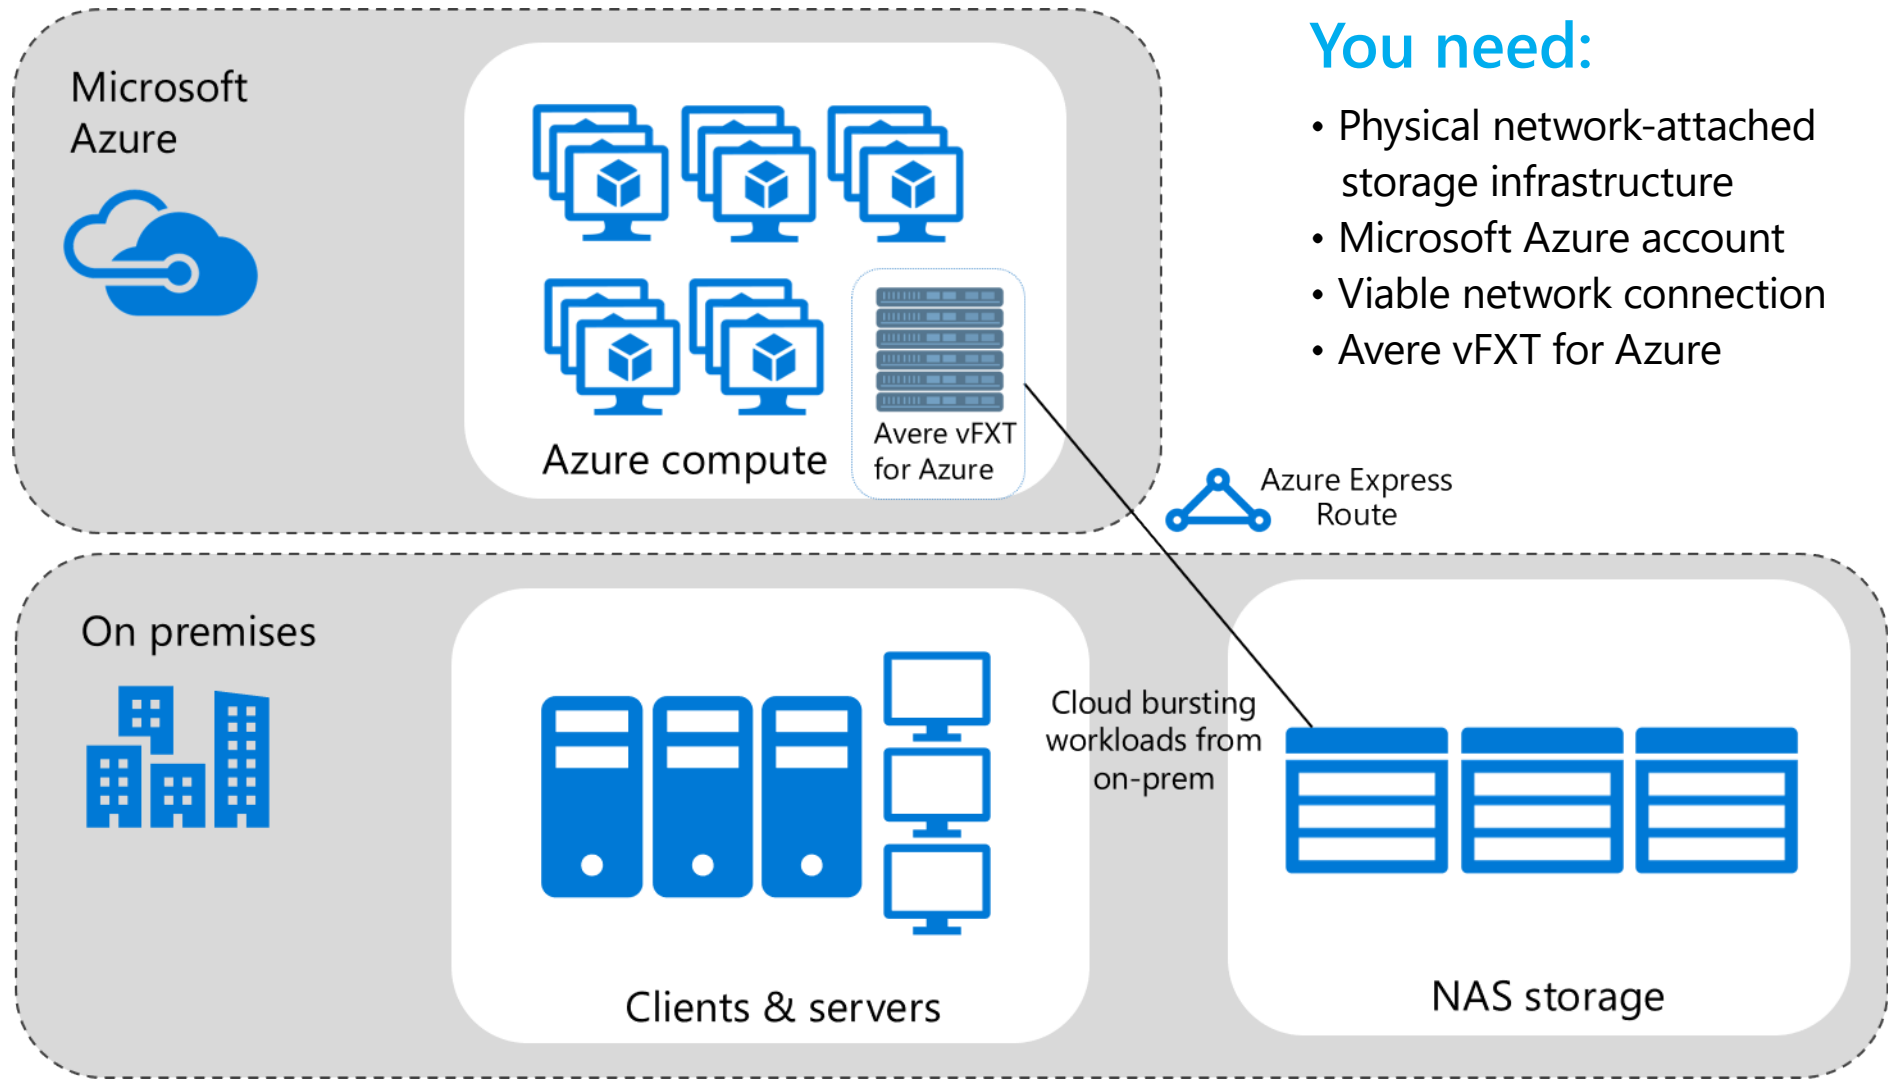 Microsoft
Azure
Azure compute
Avere vFXT
for Azure
You need:
• Physical network-attached
storage infrastructure
• Microsoft Azure account
• Viable network connection
• Avere vFXT for Azure
Azure Express
Route
On premises
Clients & servers
Cloud bursting
workloads from
on-prem
NAS storage